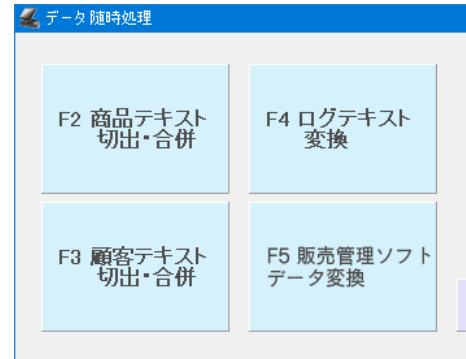 データ随時処理
F2 商品テキスト
切出・合併
F4 ログテキスト
変換
F3 顧客テキスト
切出・合併
F5 販売管理ソフト
データ変換